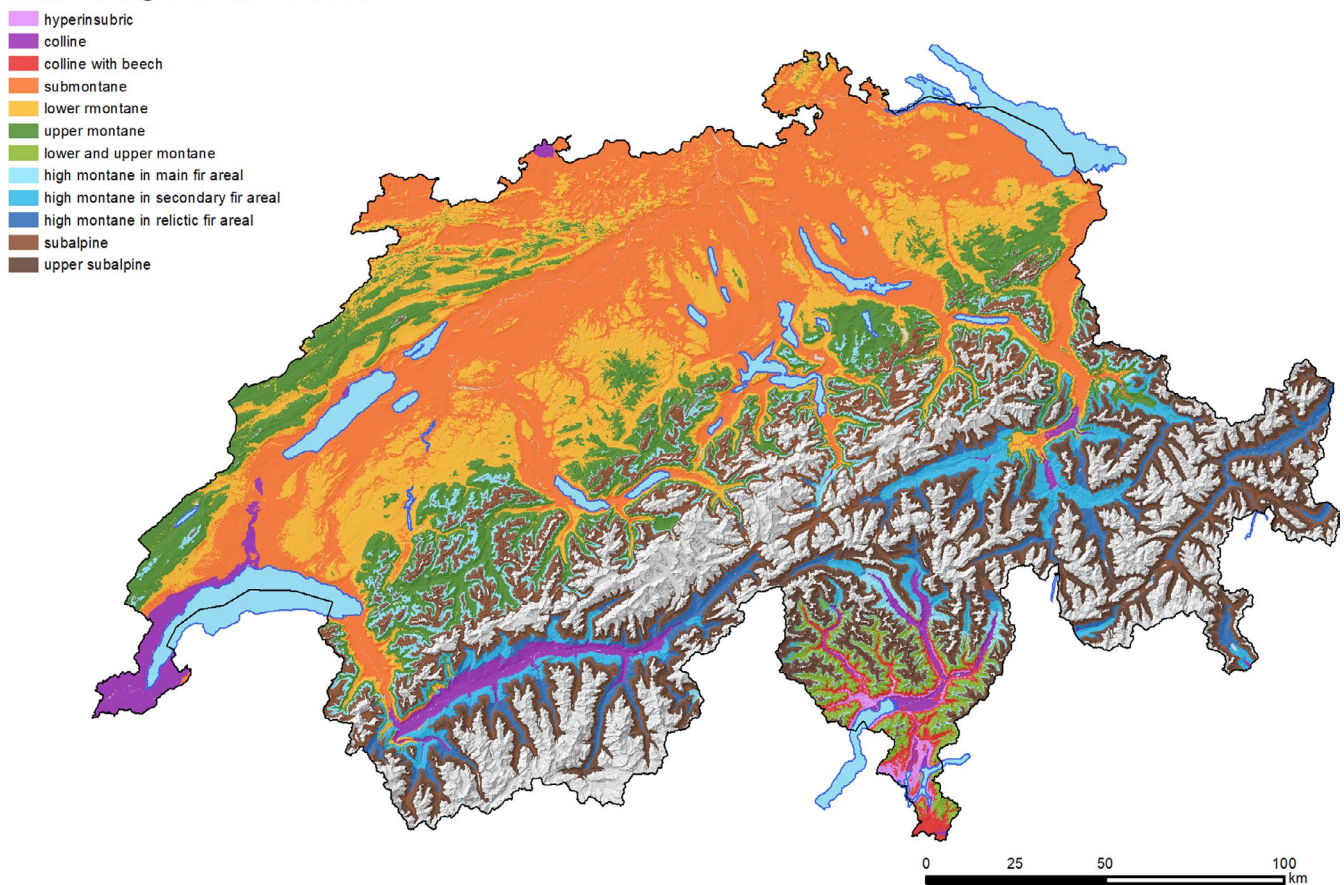 hyperinsubric
colline
colline with beech
submontane
lower rmontane
upper montane
lower and upper montane
high montane in main fir areal
high montane in secondary fir areal
high montane in relictic fir areal
subalpine
upper subalpine
0 25 50 100
km